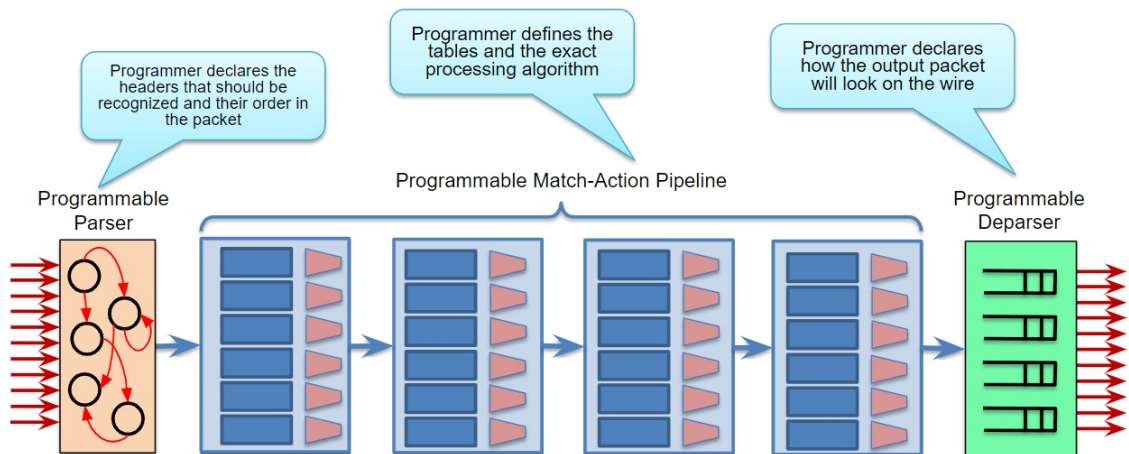 Programmer declares the
headers that should be
recognized and their order in
the packet
Programmer defines the
tables and the exact
processing algorithm
Programmer declares
how the output packet
will look on the wire
Programmable Match-Action Pipeline
Programmable
Parser
Programmable
Deparser